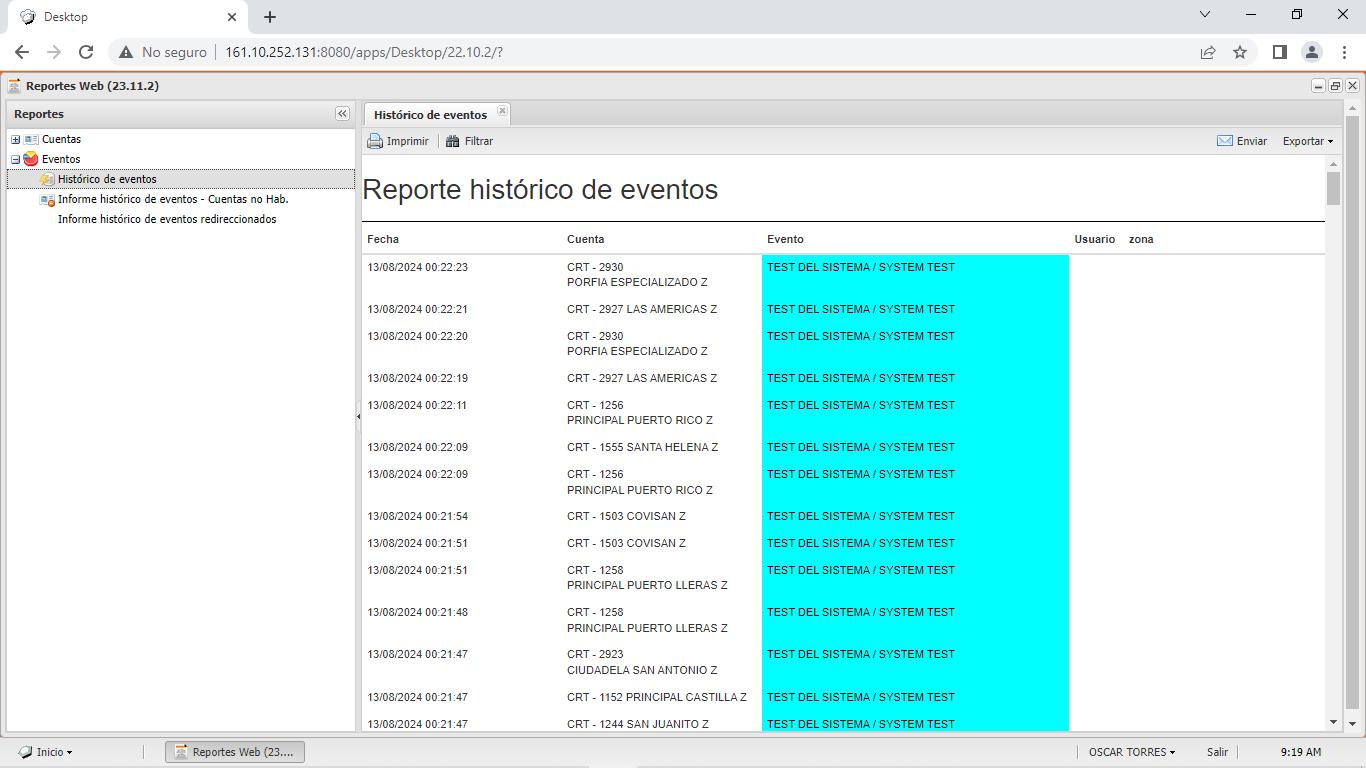 Desktop
No seguro
161.10.252.131:8080/apps/Desktop/22.10.2/?
Reportes Web (23.11.2)
Reportes
Cuentas
Eventos
Histórico de eventos
Informe histórico de eventos - Cuentas no Hab.
Informe histórico de eventos redireccionados
Histórico de eventos
Imprimir Filtrar Enviar Exportar
Reporte histórico de eventos
Fecha Cuenta Evento Usuario zona
13/08/2024 00:22:23 CRT - 2930 TEST DEL SISTEMA / SYSTEM TEST
PORFIA ESPECIALIZADO Z
13/08/2024 00:22:21 CRT - 2927 LAS AMERICAS Z TEST DEL SISTEMA / SYSTEM TEST
13/08/2024 00:22:20 CRT - 2930 TEST DEL SISTEMA / SYSTEM TEST
PORFIA ESPECIALIZADO Z
13/08/2024 00:22:19 CRT - 2927 LAS AMERICAS Z TEST DEL SISTEMA / SYSTEM TEST
13/08/2024 00:22:11 CRT - 1256 TEST DEL SISTEMA / SYSTEM TEST
PRINCIPAL PUERTO RICO Z
13/08/2024 00:22:09 CRT - 1555 SANTA HELENA Z TEST DEL SISTEMA / SYSTEM TEST
13/08/2024 00:22:09 CRT - 1256 TEST DEL SISTEMA / SYSTEM TEST
PRINCIPAL PUERTO RICO Z
13/08/2024 00:21:54 CRT - 1503 COVISAN Z TEST DEL SISTEMA / SYSTEM TEST
13/08/2024 00:21:51 CRT - 1503 COVISAN Z TEST DEL SISTEMA / SYSTEM TEST
13/08/2024 00:21:51 CRT - 1258 TEST DEL SISTEMA / SYSTEM TEST
PRINCIPAL PUERTO LLERAS Z
13/08/2024 00:21:48 CRT - 1258 TEST DEL SISTEMA / SYSTEM TEST
PRINCIPAL PUERTO LLERAS Z
13/08/2024 00:21:47 CRT - 2923 TEST DEL SISTEMA / SYSTEM TEST
CIUDADELA SAN ANTONIO Z
13/08/2024 00:21:47 CRT - 1152 PRINCIPAL CASTILLA Z TEST DEL SISTEMA / SYSTEM TEST
13/08/2024 00:21:47 CRT - 1244 SAN JUANITO Z TEST DEL SISTEMA / SYSTEM TEST
Inicio Reportes Web (23.... OSCAR TORRES Salir 9:19 AM